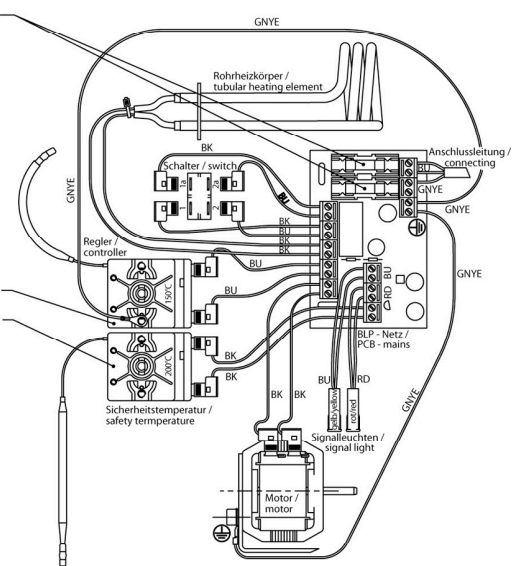 GNYE
Rohrheizkörper /
tubular heating element
BK
Schalter / switch
1a
2a
1
2
Anschlussleitung /
connecting
BU
GNYE
GNYE
GNYE
BU
BK
BU
BK
BK
GNYE
Regler /
controller
BU
150°C
BU
BU
RD
BLP - Netz /
PCB - mains
200°C
BK
BK
BU
RD
gelb/yellow
rot/red
BK
BK
GNYE
Sicherheitstemperatur /
safety termperature
Signalleuchten /
signal light
Motor /
motor